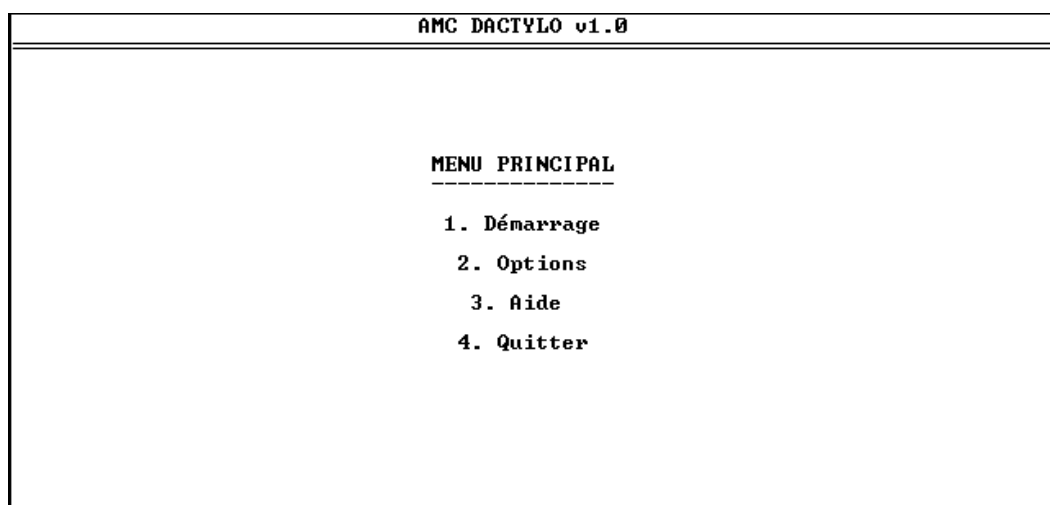 AMC DACTYLO v1.0
MENU PRINCIPAL
--------------
1. Démarrage
2. Options
3. Aide
4. Quitter